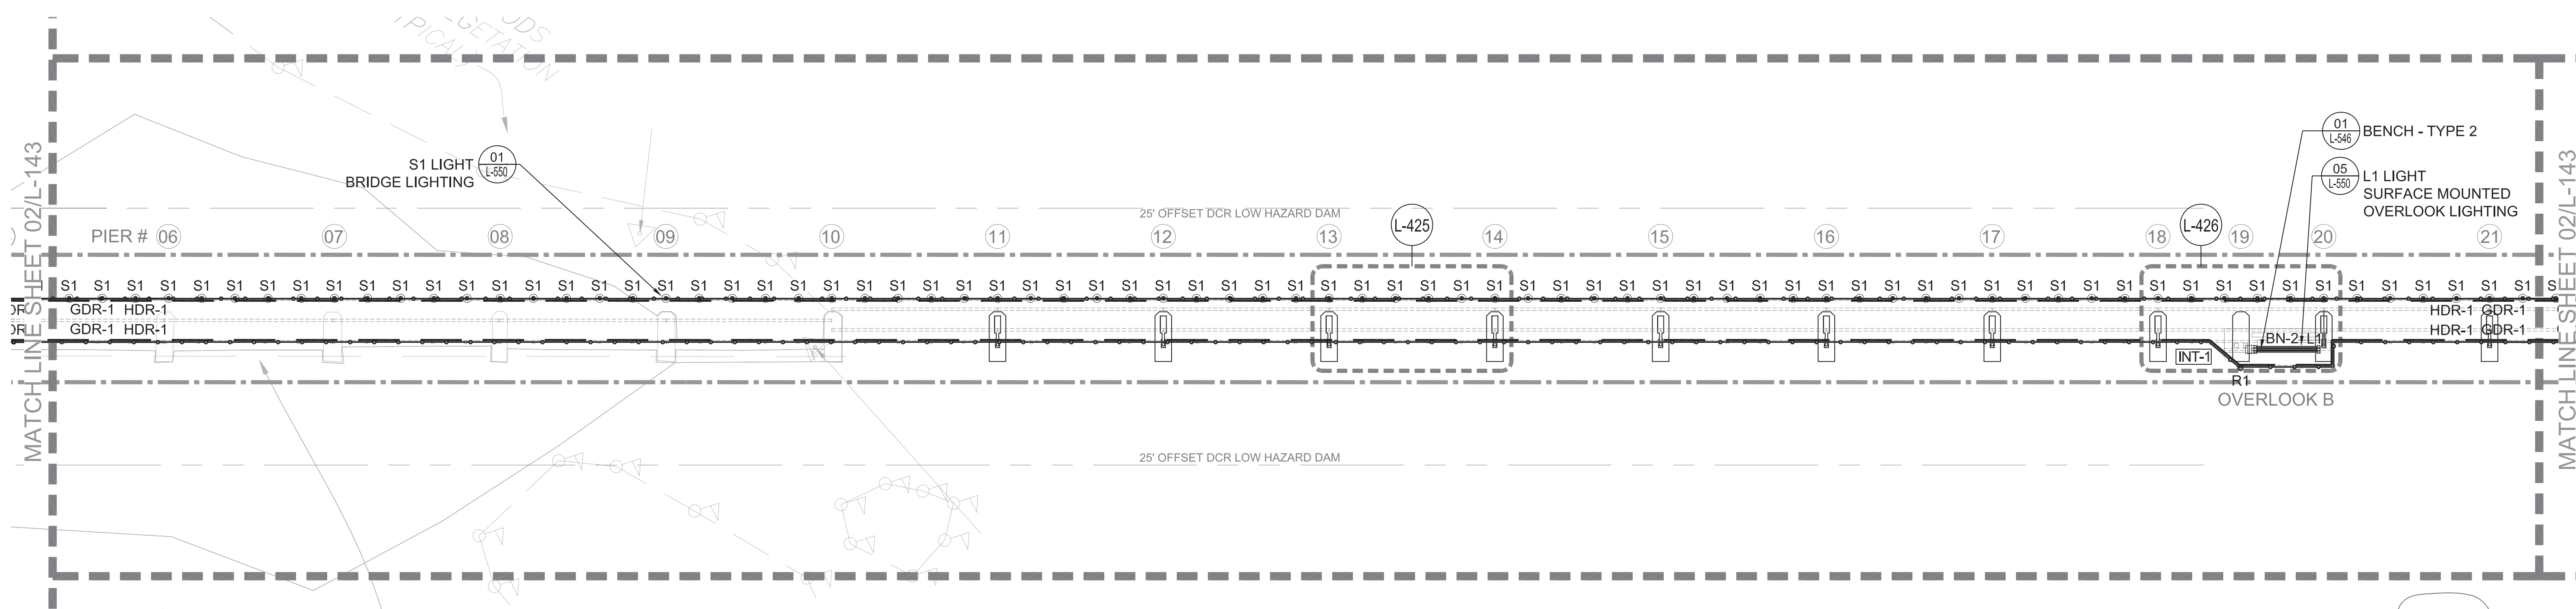 ODS
GETATION
PICAL)
MATCH LINE SHEET 02/L-143
S1 LIGHT
BRIDGE LIGHTING
01
L-550
01
L-546
BENCH - TYPE 2
05
L-550
L1 LIGHT
SURFACE MOUNTED
OVERLOOK LIGHTING
MATCH LINE SHEET 02/L-143
25' OFFSET DCR LOW HAZARD DAM
L-425
L-426
PIER # 06 07 08 09 10 11 12 13 14 15 16 17 18 19 20 21
S1 S1 S1 S1 S1 S1 S1 S1 S1 S1 S1 S1 S1 S1 S1 S1 S1 S1 S1 S1 S1 S1 S1 S1 S1 S1 S1 S1 S1 S1 S1 S1 S1 S1 S1 S1 S1 S1 S1 S1 S1 S1 S1 S1 S1 S1 S1 S1 S1 S1 S1 S1 S1 S1 S1 S1 S1 S1 S1 S1 S1 S1 S1 S1 S1 S1 S1 S1 S1 S1 S1 S1 S1 S1 S1 S
DR GDR-1 HDR-1 HDR-1 GDR-1
DR GDR-1 HDR-1 HDR-1 GDR-1
BN-2 L1
INT-1
R1
OVERLOOK B
25' OFFSET DCR LOW HAZARD DAM